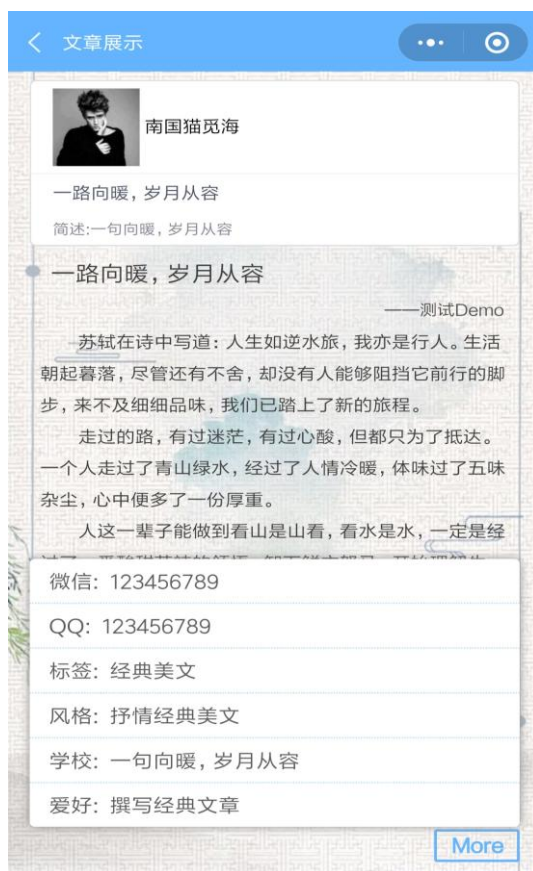 文章展示
南国猫觅海
一路向暖，岁月从容
简述:一句向暖，岁月从容
一路向暖，岁月从容
——测试Demo
苏轼在诗中写道：人生如逆水旅，我亦是行人。生活
朝起暮落，尽管还有不舍，却没有人能够阻挡它前行的脚
步，来不及细细品味，我们已踏上了新的旅程。
走过的路，有过迷茫，有过心酸，但都只为了抵达。
一个人走过了青山绿水，经过了人情冷暖，体味过了五味
杂尘，心中便多了一份厚重。
人这一辈子能做到看山是山看，看水是水，一定是经
微信: 123456789
QQ: 123456789
标签: 经典美文
风格: 抒情经典美文
学校: 一句向暖，岁月从容
爱好: 撰写经典文章
More